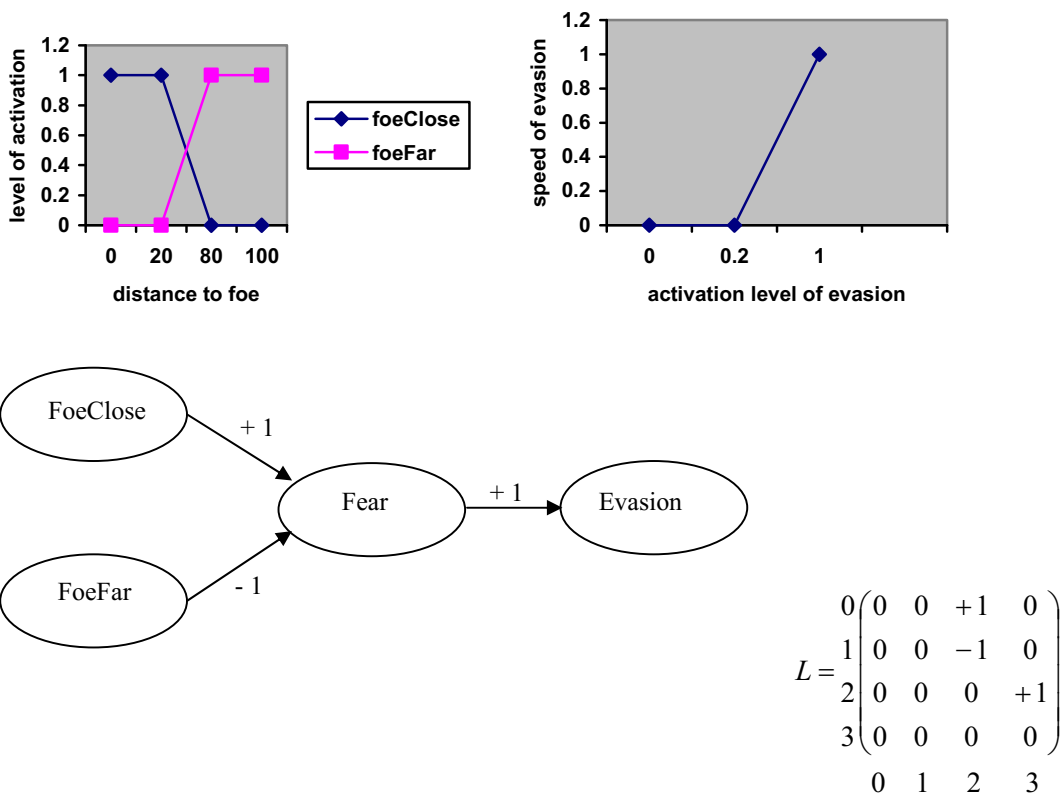 level of activation
1.2
1
0.8
0.6
0.4
0.2
0
0 20 80 100
distance to foe
foeClose
foeFar
speed of evasion
1.2
1
0.8
0.6
0.4
0.2
0
0 0.2 1
activation level of evasion
FoeClose
+ 1
Fear
+ 1
Evasion
FoeFar
- 1
L =
0 0 0 +1 0
1 0 0 −1 0
2 0 0 0 +1
3 0 0 0 0
0 1 2 3